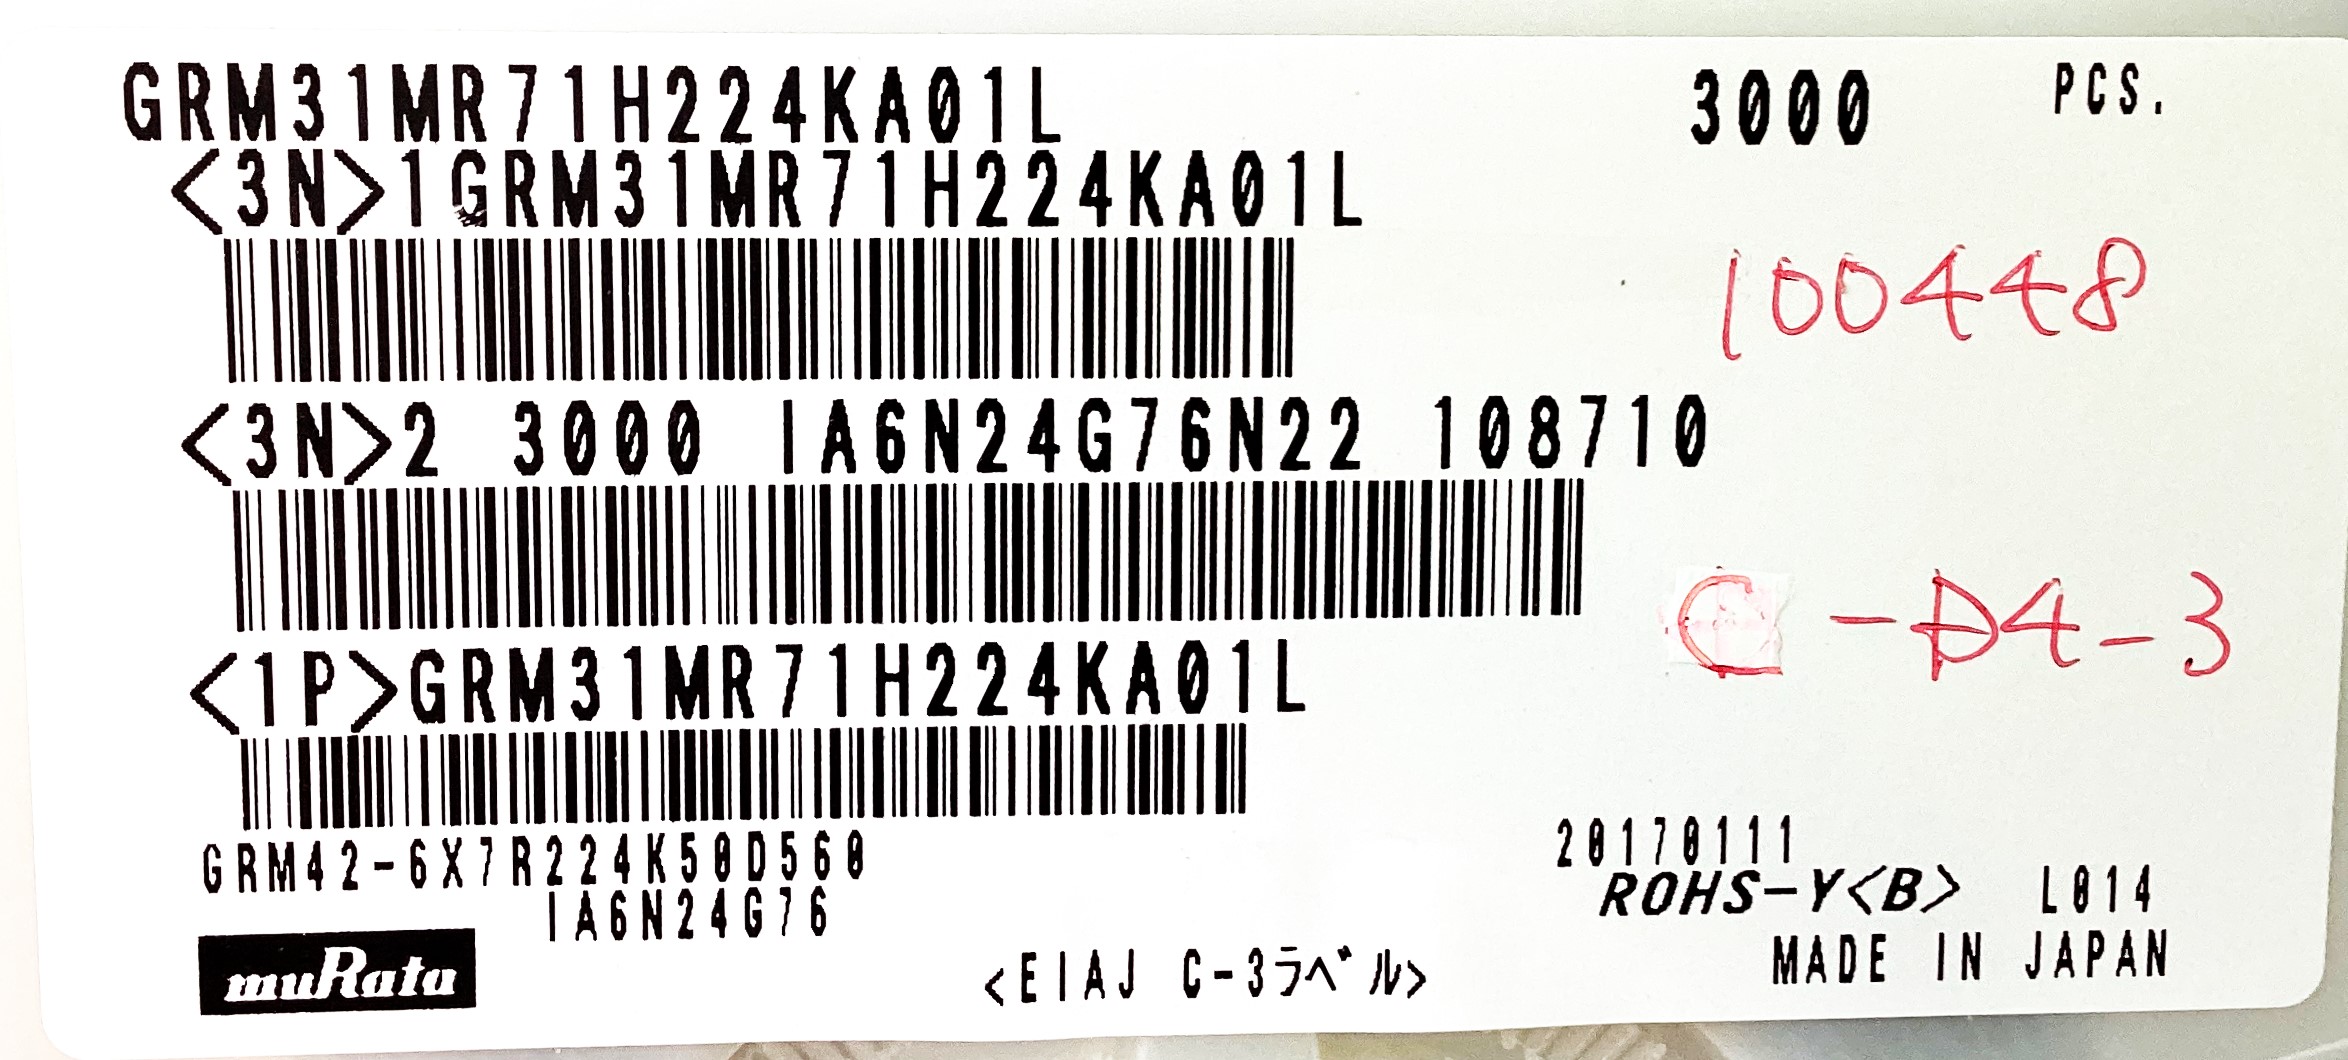 GRM31MR71H224KA01L 3000 PCS.
<3N>1GRM31MR71H224KA01L
100448
<3N>2 3000 IA6N24G76N22 108710
-D4-3
<1P>GRM31MR71H224KA01L
GRM42-6X7R224K50D560 20170111
IA6N24G76 ROHS-Y<B> L014
muRata <EIAJ C-3ラベル> MADE IN JAPAN